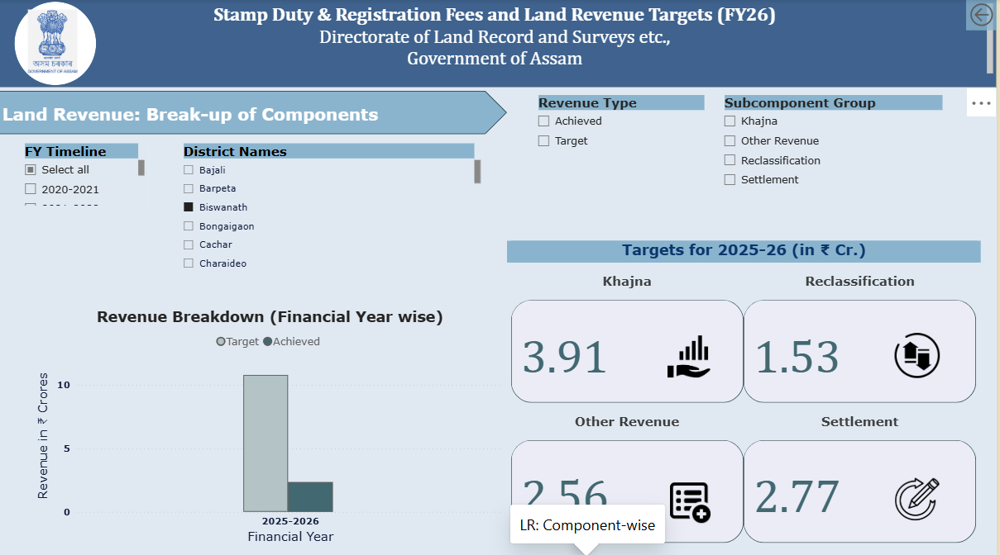 Stamp Duty & Registration Fees and Land Revenue Targets (FY26)
Directorate of Land Record and Surveys etc.,
Government of Assam
অসম চৰকাৰ
GOVERNMENT OF ASSAM
Land Revenue: Break-up of Components
Revenue Type
Achieved
Target
Subcomponent Group
Khajna
Other Revenue
Reclassification
Settlement
FY Timeline
Select all
2020-2021
District Names
Bajali
Barpeta
Biswanath
Bongaigaon
Cachar
Charaideo
Targets for 2025-26 (in ₹ Cr.)
Khajna
3.91
Reclassification
1.53
Other Revenue
2.56
Settlement
2.77
LR: Component-wise
Revenue Breakdown (Financial Year wise)
Target Achieved
Revenue in ₹ Crores
10
5
0
2025-2026
Financial Year